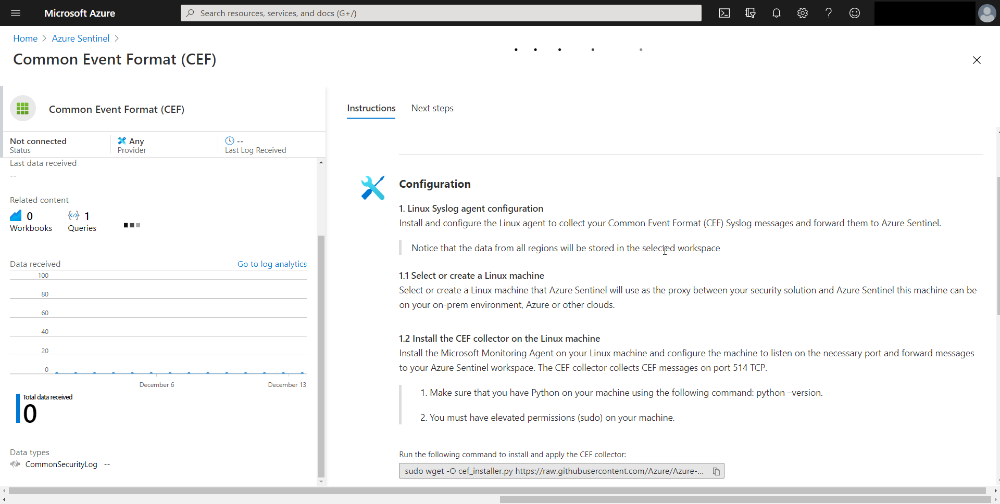 Microsoft Azure
Search resources, services, and docs (G+/)
Home > Azure Sentinel >
Common Event Format (CEF)
Common Event Format (CEF)
Not connected
Status
Any
Provider
--
Last Log Received
Last data received
--
Related content
0
Workbooks
1
Queries
Data received
Go to log analytics
100
80
60
40
20
0
December 6
December 13
Total data received
0
Data types
CommonSecurityLog --
Instructions
Next steps
Configuration
1. Linux Syslog agent configuration
Install and configure the Linux agent to collect your Common Event Format (CEF) Syslog messages and forward them to Azure Sentinel.
Notice that the data from all regions will be stored in the selected workspace
1.1 Select or create a Linux machine
Select or create a Linux machine that Azure Sentinel will use as the proxy between your security solution and Azure Sentinel this machine can be
on your on-prem environment, Azure or other clouds.
1.2 Install the CEF collector on the Linux machine
Install the Microsoft Monitoring Agent on your Linux machine and configure the machine to listen on the necessary port and forward messages
to your Azure Sentinel workspace. The CEF collector collects CEF messages on port 514 TCP.
1. Make sure that you have Python on your machine using the following command: python –version.
2. You must have elevated permissions (sudo) on your machine.
Run the following command to install and apply the CEF collector:
sudo wget -O cef_installer.py https://raw.githubusercontent.com/Azure/Azure-...